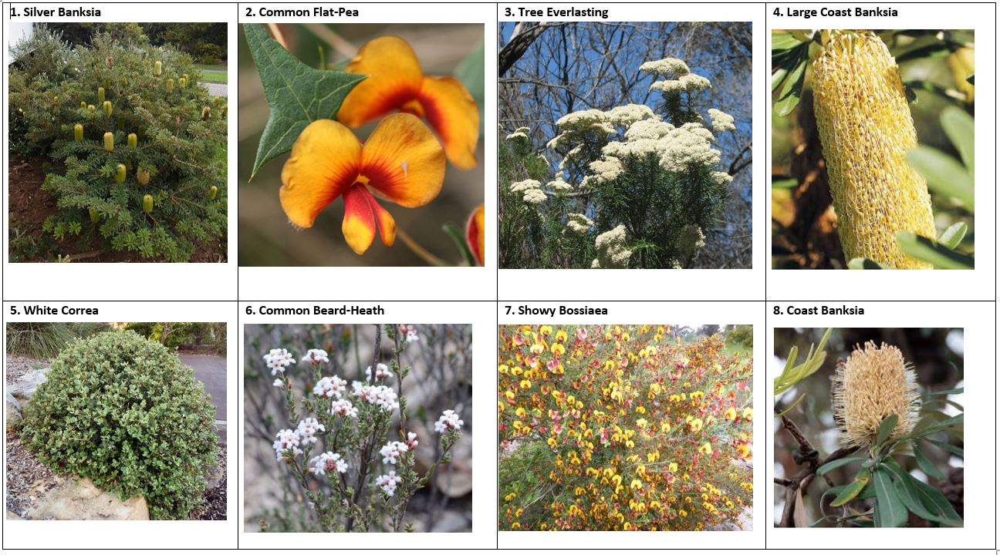 1. Silver Banksia
2. Common Flat-Pea
3. Tree Everlasting
4. Large Coast Banksia
5. White Correa
6. Common Beard-Heath
7. Showy Bossiaea
8. Coast Banksia